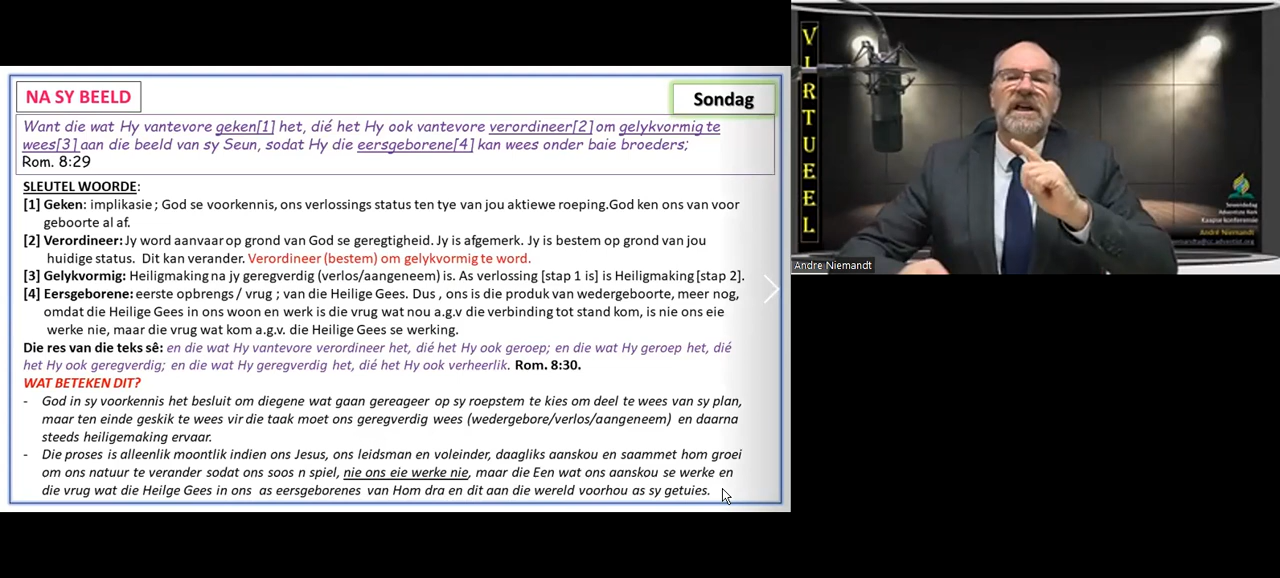 NA SY BEELD
Sondag
Want die wat Hy vantevore geken[1] het, dié het Hy ook vantevore verordineer[2] om gelykvormig te
wees[3] aan die beeld van sy Seun, sodat Hy die eersgeborene[4] kan wees onder baie broeders;
Rom. 8:29
SLEUTEL WOORDE:
[1] Geken: implikasie ; God se voorkennis, ons verlossings status ten tye van jou aktiewe roeping.God ken ons van voor
geboorte al af.
[2] Verordineer: Jy word aanvaar op grond van God se geregtigheid. Jy is afgemerk. Jy is bestem op grond van jou
huidige status. Dit kan verander. Verordineer (bestem) om gelykvormig te word.
[3] Gelykvormig: Heiligmaking na jy geregverdig (verlos/aangeneem) is. As verlossing [stap 1 is] is Heiligmaking [stap 2].
[4] Eersgeborene: eerste opbrengs / vrug ; van die Heilige Gees. Dus , ons is die produk van wedergeboorte, meer nog,
omdat die Heilige Gees in ons woon en werk is die vrug wat nou a.g.v die verbinding tot stand kom, is nie ons eie
werke nie, maar die vrug wat kom a.g.v. die Heilige Gees se werking.
Die res van die teks sê: en die wat Hy vantevore verordineer het, dié het Hy ook geroep; en die wat Hy geroep het, dié
het Hy ook geregverdig; en die wat Hy geregverdig het, dié het Hy ook verheerlik. Rom. 8:30.
WAT BETEKEN DIT?
- God in sy voorkennis het besluit om diegene wat gaan gereageer op sy roepstem te kies om deel te wees van sy plan,
maar ten einde geskik te wees vir die taak moet ons geregverdig wees (wedergebore/verlos/aangeneem) en daarna
steeds heiligemaking ervaar.
- Die proses is alleenlik moontlik indien ons Jesus, ons leidsman en voleinder, daagliks aanskou en saammet hom groei
om ons natuur te verander sodat ons soos n spiel, nie ons eie werke nie, maar die Een wat ons aanskou se werke en
die vrug wat die Heilge Gees in ons as eersgeborenes van Hom dra en dit aan die wereld voorhou as sy getuies.
VIRTUEEL
Sewendedag
Adventiste Kerk
Kaapse konferensie
André Niemandt
Andre Niemandt